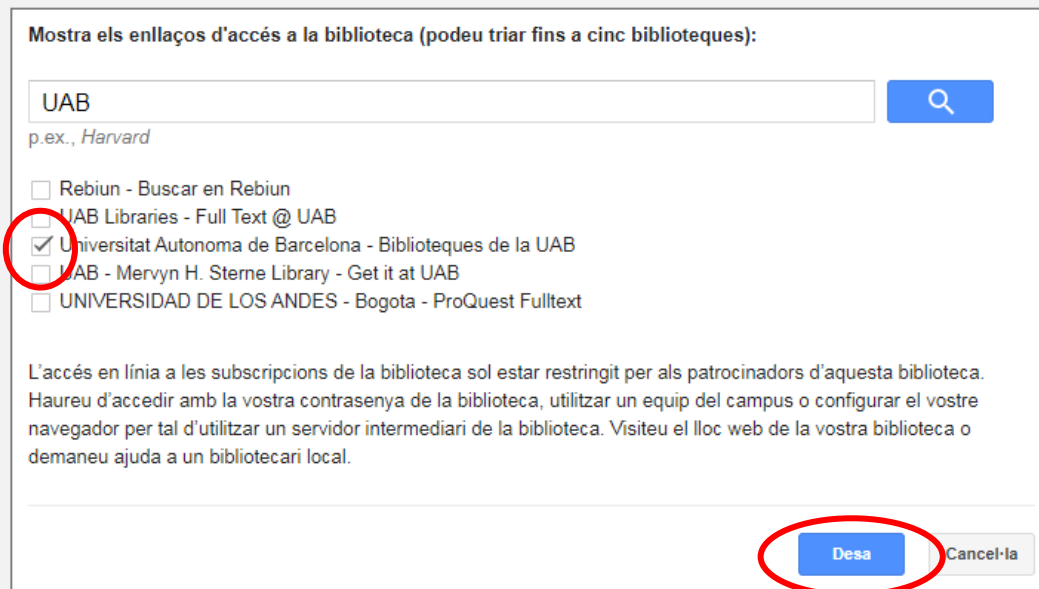 Mostra els enllaços d'accés a la biblioteca (podeu triar fins a cinc biblioteques):
UAB
p.ex., Harvard
Rebiun - Buscar en Rebiun
UAB Libraries - Full Text @ UAB
Universitat Autonoma de Barcelona - Biblioteques de la UAB
UAB - Mervyn H. Sterne Library - Get it at UAB
UNIVERSIDAD DE LOS ANDES - Bogota - ProQuest Fulltext
L'accés en línia a les subscripcions de la biblioteca sol estar restringit per als patrocinadors d'aquesta biblioteca.
Haureu d'accedir amb la vostra contrasenya de la biblioteca, utilitzar un equip del campus o configurar el vostre
navegador per tal d'utilitzar un servidor intermediari de la biblioteca. Visiteu el lloc web de la vostra biblioteca o
demaneu ajuda a un bibliotecari local.
Desa Cancel·la